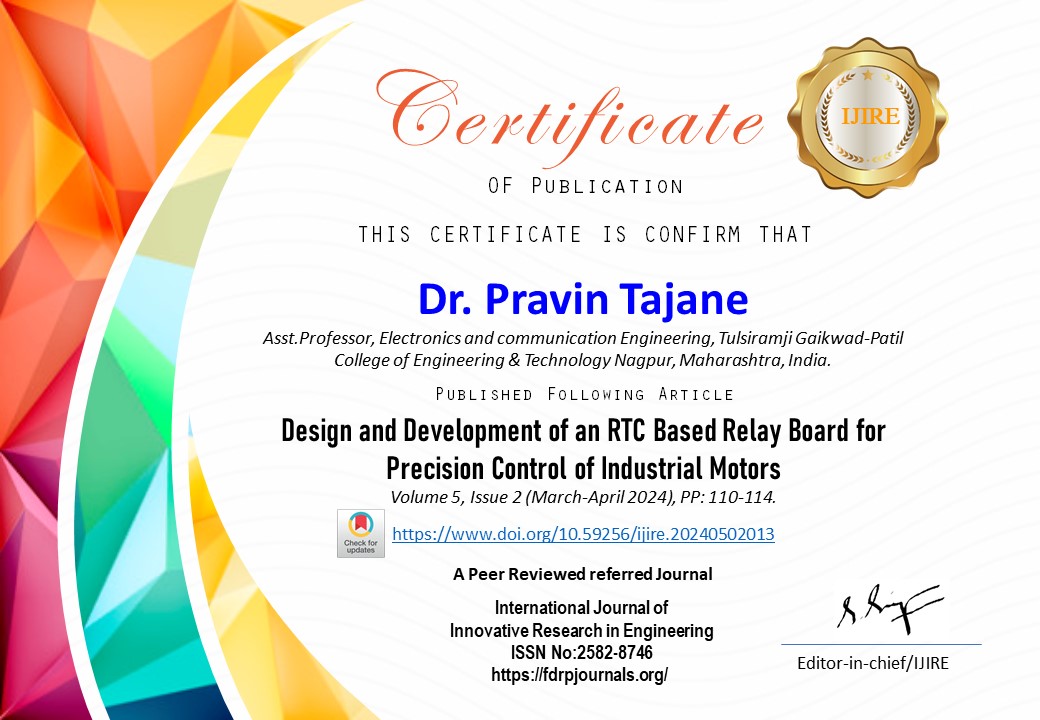 Certificate
IJIRE
OF PUBLICATION
THIS CERTIFICATE IS CONFIRM THAT
Dr. Pravin Tajane
Asst.Professor, Electronics and communication Engineering, Tulsiramji Gaikwad-Patil
College of Engineering & Technology Nagpur, Maharashtra, India.
PUBLISHED FOLLOWING ARTICLE
Design and Development of an RTC Based Relay Board for
Precision Control of Industrial Motors
Volume 5, Issue 2 (March-April 2024), PP: 110-114.
Check for
updates
https://www.doi.org/10.59256/ijire.20240502013
A Peer Reviewed referred Journal
International Journal of
Innovative Research in Engineering
ISSN No:2582-8746
https://fdrpjournals.org/
Editor-in-chief/IJIRE